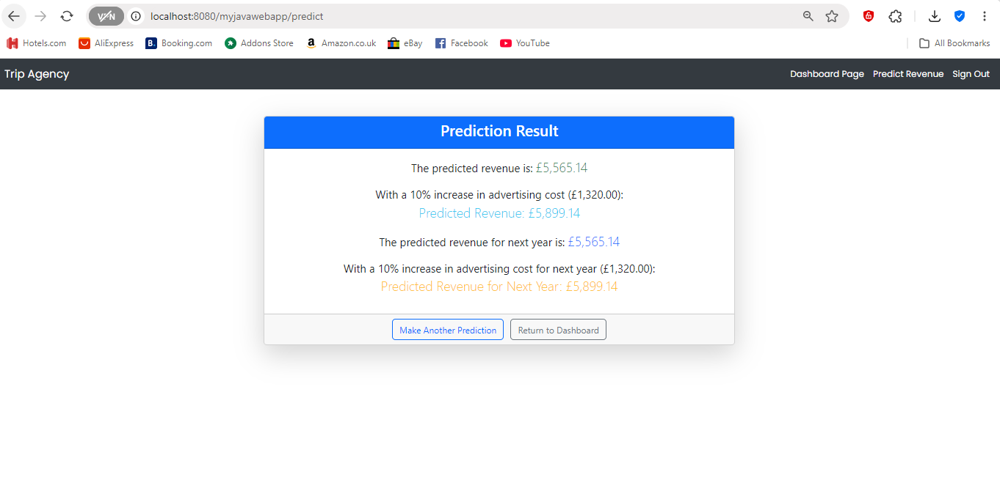 VPN
localhost:8080/myjavawebapp/predict
Hotels.com AliExpress B. Booking.com Addons Store a Amazon.co.uk eBay Facebook YouTube All Bookmarks
Trip Agency Dashboard Page Predict Revenue Sign Out
Prediction Result
The predicted revenue is: £5,565.14
With a 10% increase in advertising cost (£1,320.00):
Predicted Revenue: £5,899.14
The predicted revenue for next year is: £5,565.14
With a 10% increase in advertising cost for next year (£1,320.00):
Predicted Revenue for Next Year: £5,899.14
Make Another Prediction Return to Dashboard